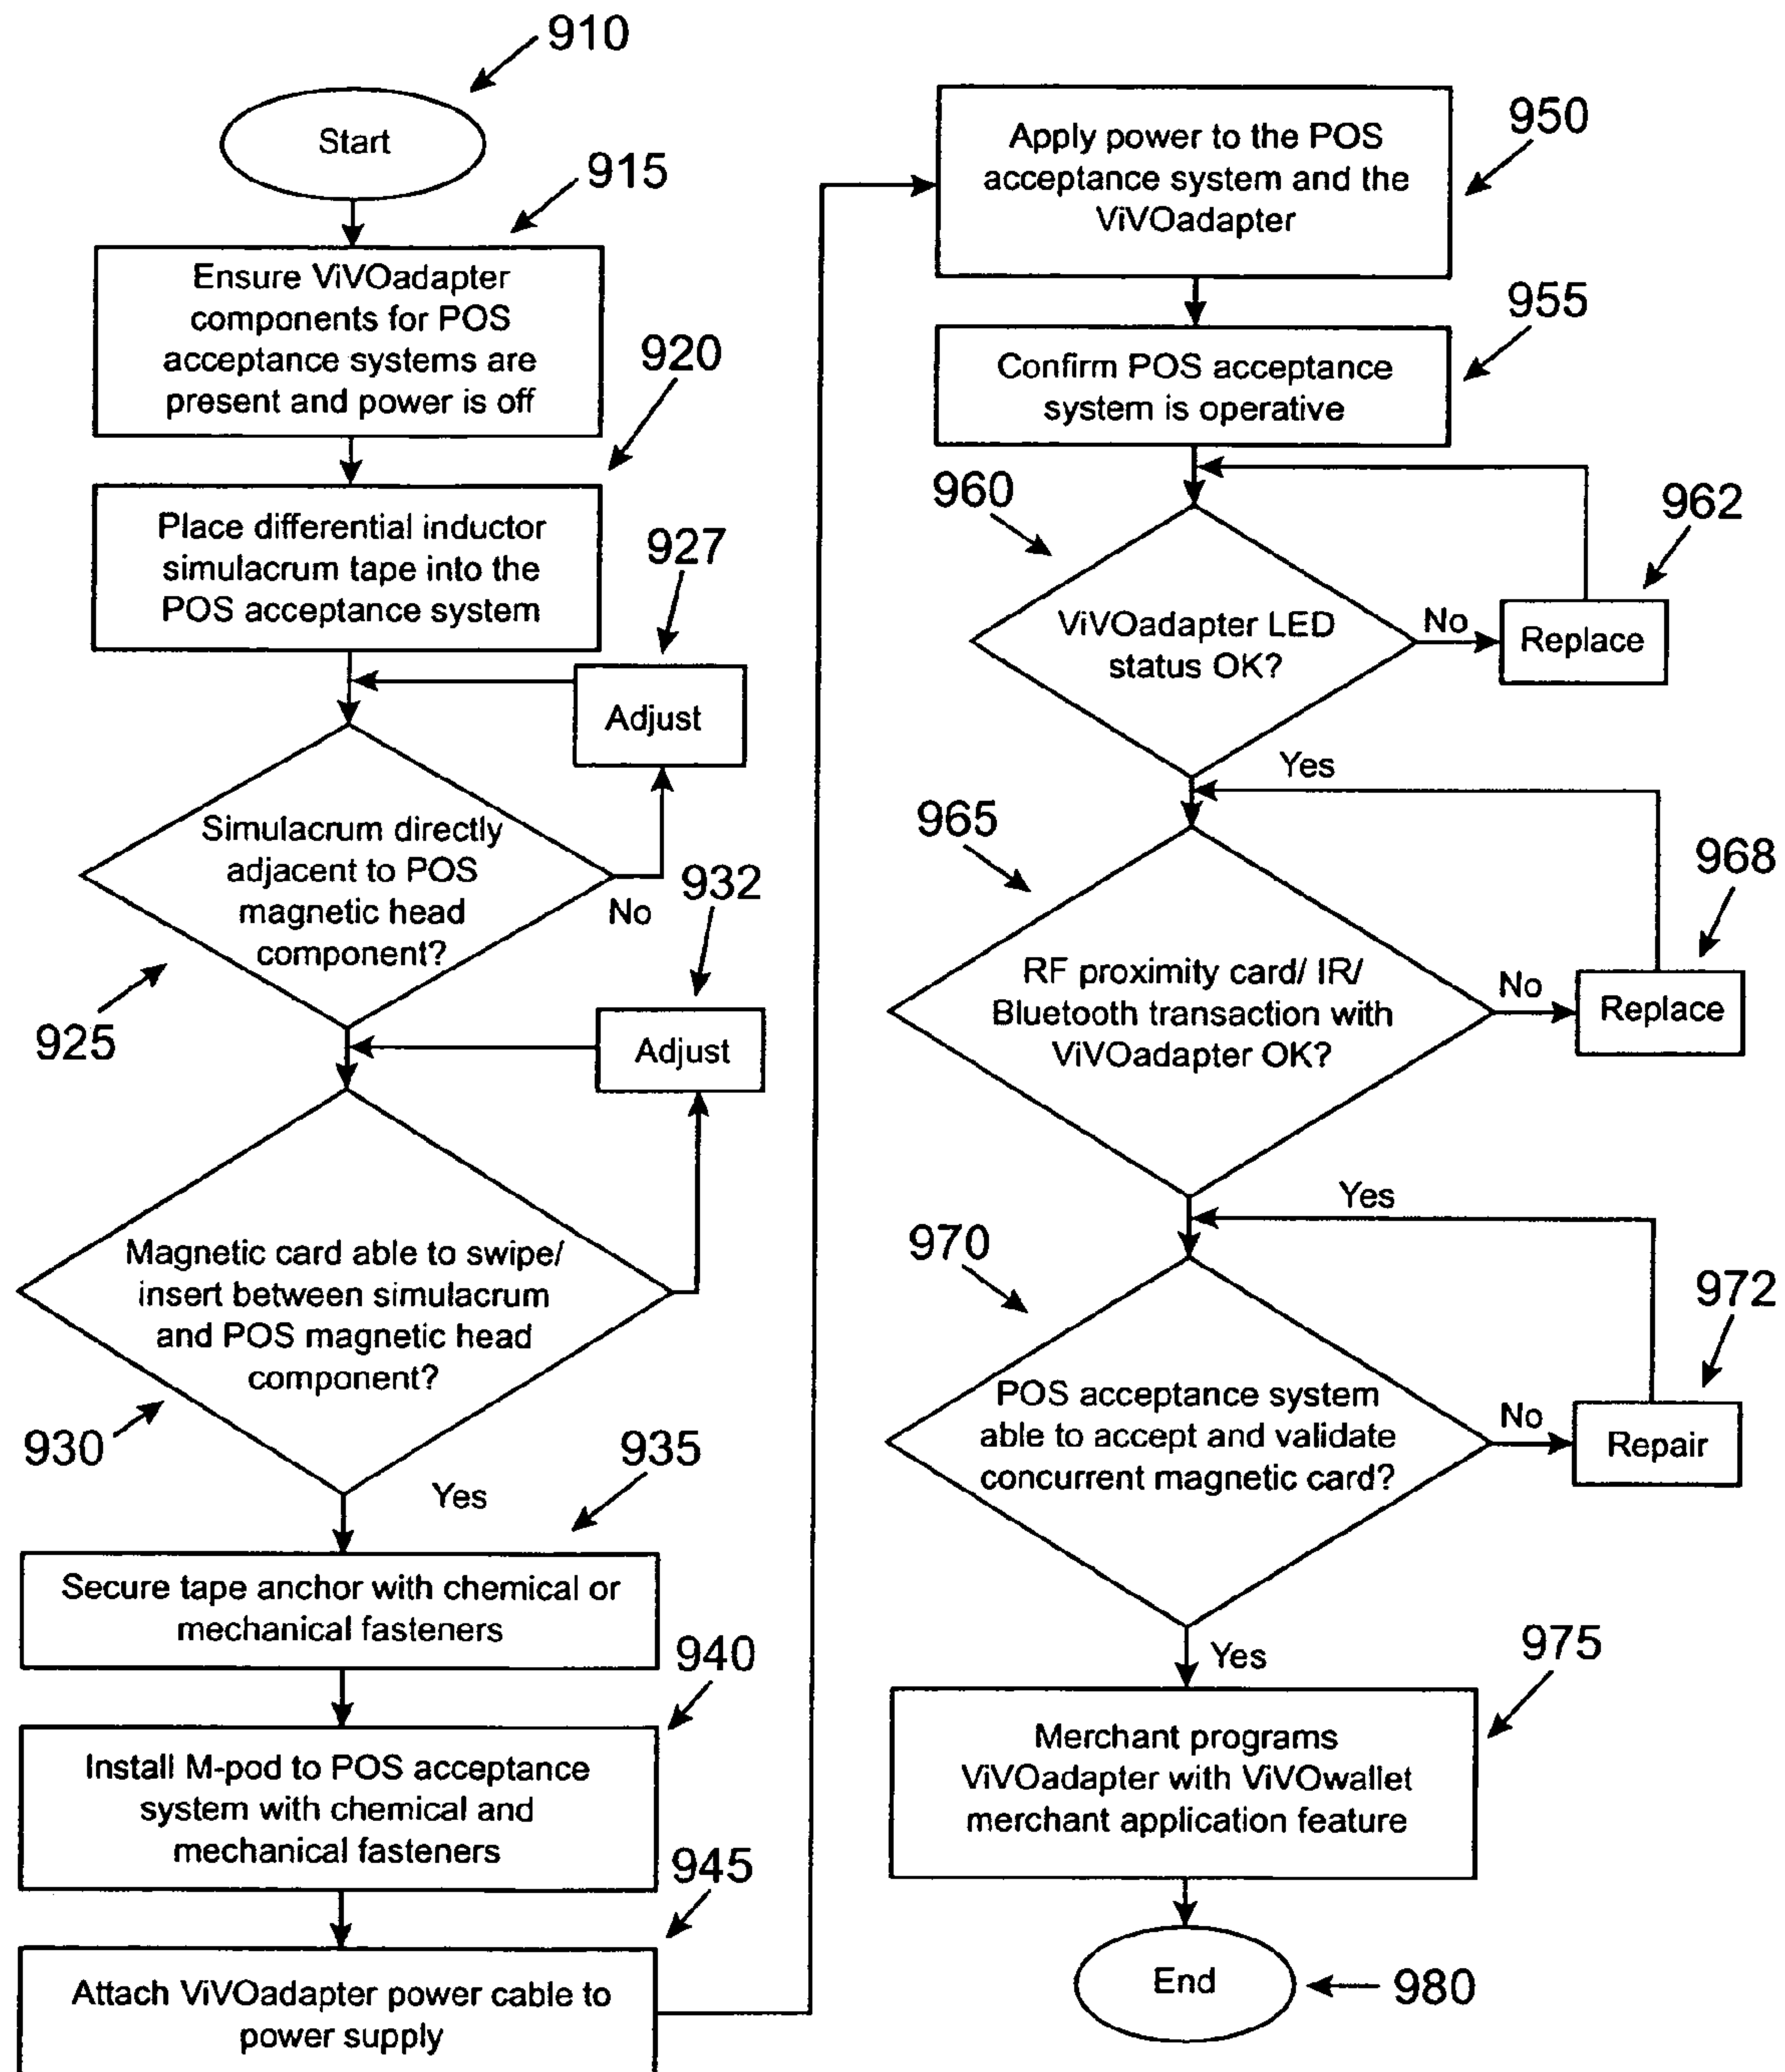 910
Start
915
Ensure ViVOadapter
components for POS
acceptance systems are
present and power is off
920
Place differential inductor
simulacrum tape into the
POS acceptance system
927
Adjust
Simulacrum directly
adjacent to POS
magnetic head
component?
No
925
932
Adjust
Magnetic card able to swipe/
insert between simulacrum
and POS magnetic head
component?
930
Yes
935
Secure tape anchor with chemical or
mechanical fasteners
940
Install M-pod to POS acceptance
system with chemical and
mechanical fasteners
945
Attach ViVOadapter power cable to
power supply
950
Apply power to the POS
acceptance system and the
ViVOadapter
955
Confirm POS acceptance
system is operative
960
962
ViVOadapter LED
status OK?
No
Replace
Yes
965
968
RF proximity card/ IR/
Bluetooth transaction with
ViVOadapter OK?
No
Replace
Yes
970
972
POS acceptance system
able to accept and validate
concurrent magnetic card?
No
Repair
Yes
975
Merchant programs
ViVOadapter with ViVOwallet
merchant application feature
End
980